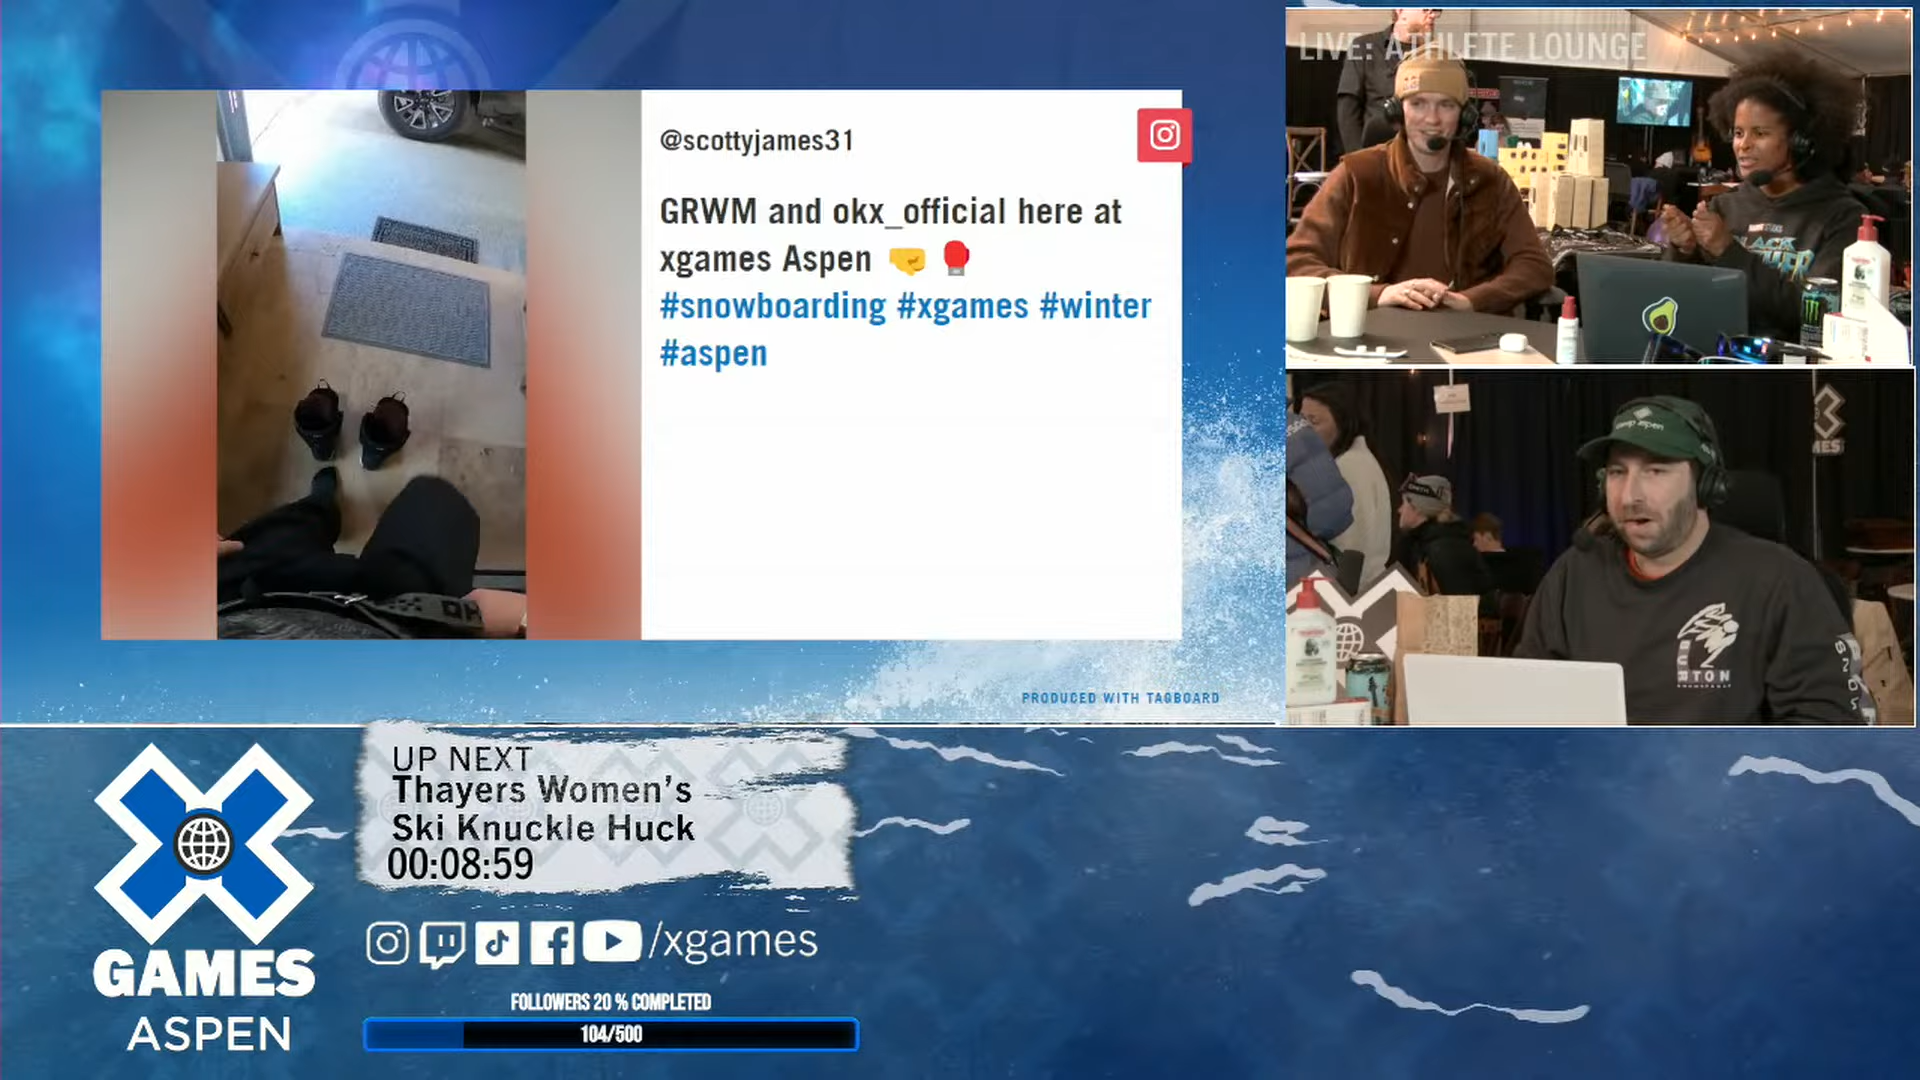 LIVE: ATHLETE LOUNGE
@scottyjames31
GRWM and okx_official here at
xgames Aspen 🤜 🥊
#snowboarding #xgames #winter
#aspen
PRODUCED WITH TAGBOARD
BURTON
UP NEXT
Thayers Women's
Ski Knuckle Huck
00:08:59
/xgames
FOLLOWERS 20 % COMPLETED
104/500
X
GAMES
ASPEN